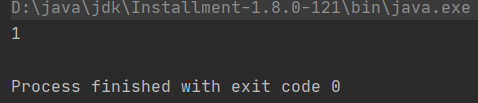 D:\java\jdk\Installment-1.8.0-121\bin\java.exe
1
Process finished with exit code 0